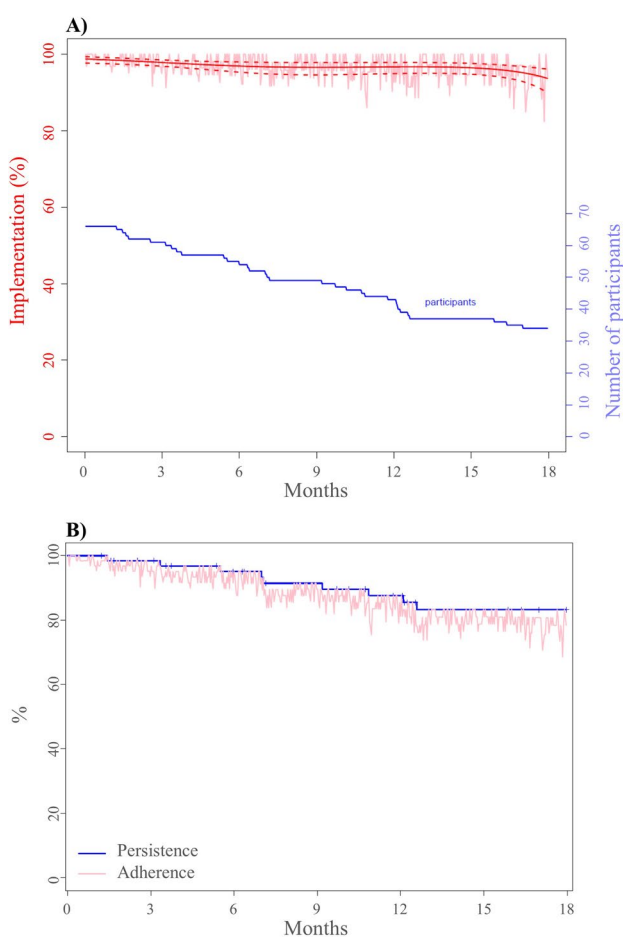 A)
100
80
60
40
20
0
Implementation (%)
70
60
50
40
30
20
10
0
Number of participants
participants
0 3 6 9 12 15 18
Months
B)
100
80
60
40
20
0
%
Persistence
Adherence
0 3 6 9 12 15 18
Months